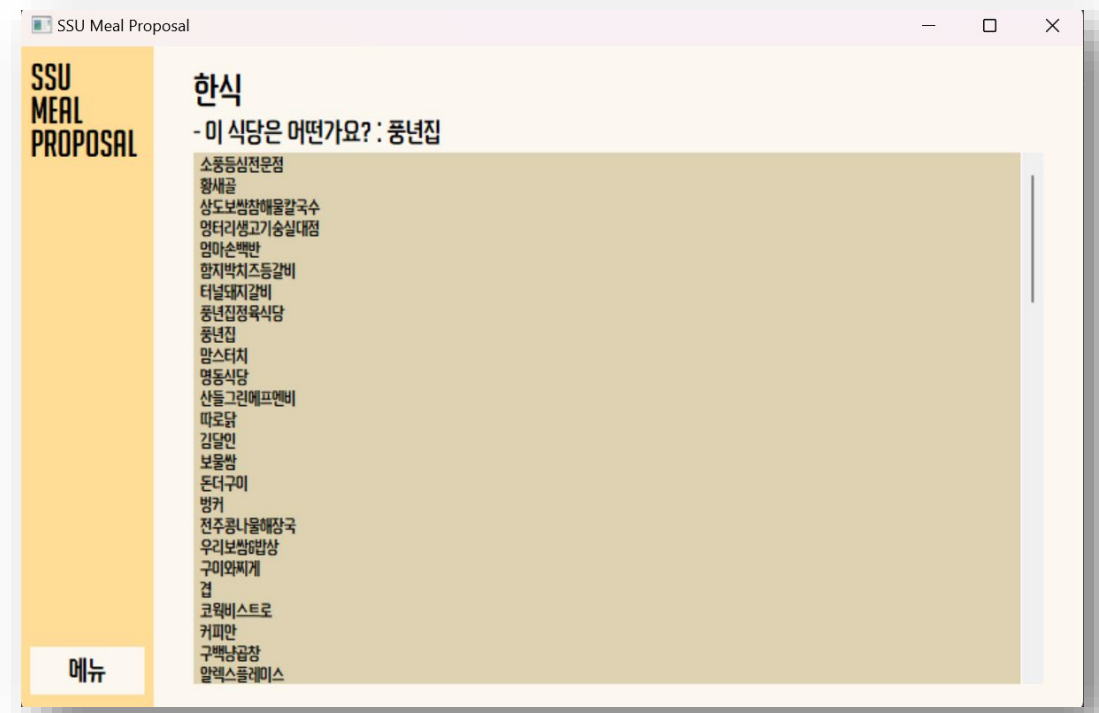 SSU Meal Proposal
SSU
MEAL
PROPOSAL
한식
- 이 식당은 어떤가요? : 풍년집
소풍등심전문점
황새골
상도보쌈참해물칼국수
멍터리생고기숭실대점
엄마손백반
함지박치즈등갈비
터널돼지갈비
풍년집정육식당
풍년집
맘스터치
명동식당
산들그린에프엔비
따로닭
김달인
보물쌈
돈더구이
벙커
전주콩나물해장국
우리보쌈&밥상
구이와찌게
겹
코웍비스트로
커피만
구백냥곱창
알렉스플레이스
메뉴